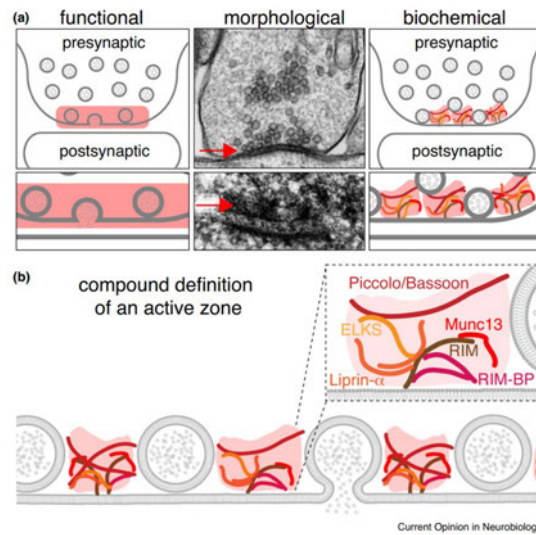 (a) functional morphological biochemical
presynaptic presynaptic
postsynaptic postsynaptic
(b)
compound definition
of an active zone
Piccolo/Bassoon
ELKS
Munc13
RIM
Liprin-α
RIM-BP
Current Opinion in Neurobiology